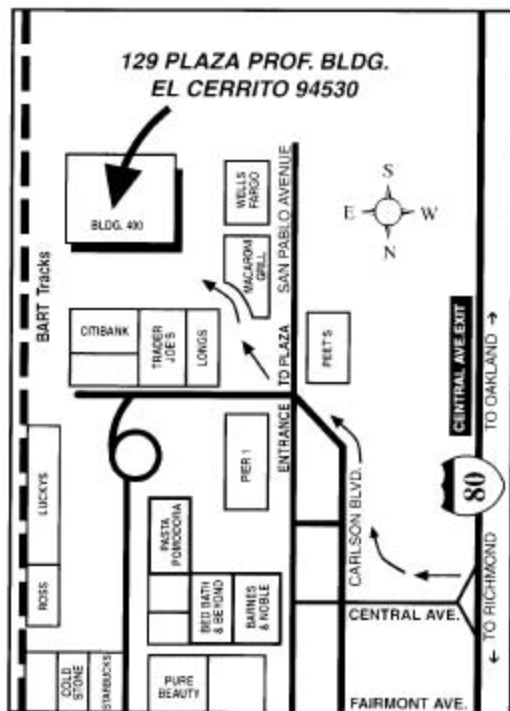 129 PLAZA PROF. BLDG.
EL CERRITO 94530
BLDG. 400
BART Tracks
WELLS
FARGO
MACARONI
GRILL
SAN PABLO AVENUE
S
E
W
N
CITIBANK
TRADER
JOE'S
LONGS
TO PLAZA
PEET'S
CENTRAL AVE.EXIT
TO OAKLAND →
80
ENTRANCE
PIER 1
CARLSON BLVD.
LUCKYS
ROSS
PASTA
POMODORA
BED BATH
& BEYOND
BARNES
& NOBLE
CENTRAL AVE.
← TO RICHMOND
COLD
STONE
STARBUCKS
PURE
BEAUTY
FAIRMONT AVE.